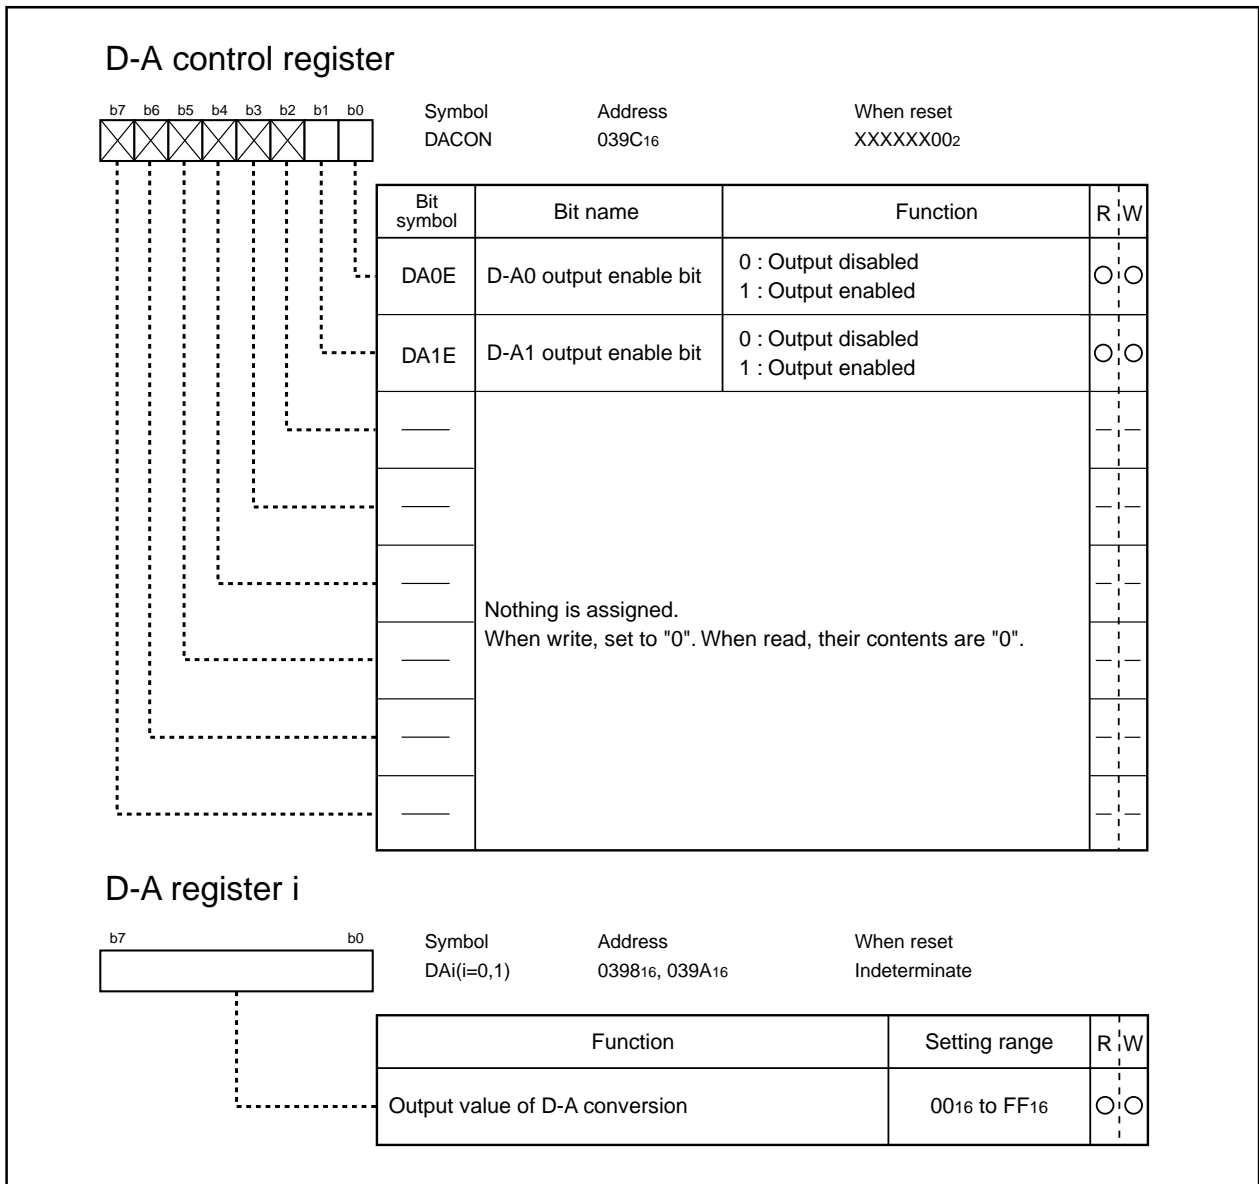 D-A control register
b7 b6 b5 b4 b3 b2 b1 b0
Symbol Address When reset
DACON 039C16 XXXXXX002
Bit symbol Bit name Function R W
DA0E D-A0 output enable bit 0 : Output disabled
1 : Output enabled
DA1E D-A1 output enable bit 0 : Output disabled
1 : Output enabled
Nothing is assigned.
When write, set to "0". When read, their contents are "0".
D-A register i
b7 b0
Symbol Address When reset
DAi(i=0,1) 039816, 039A16 Indeterminate
Function Setting range R W
Output value of D-A conversion 0016 to FF16